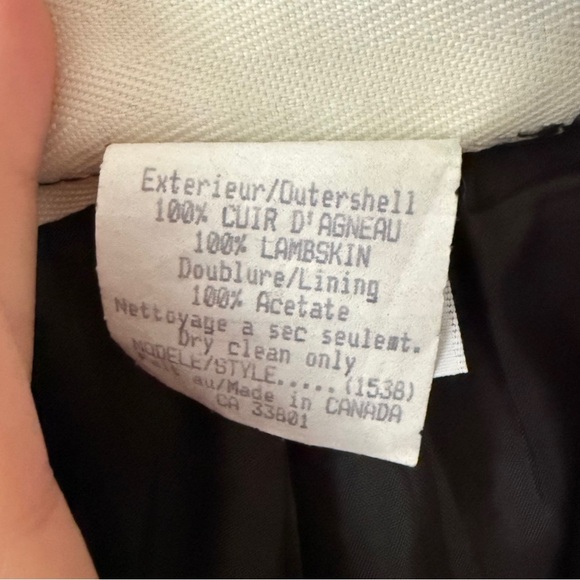 Exterieur/Outershell
100% CUIR D'AGNEAU
100% LAMBSKIN
Doublure/Lining
100% Acetate
Nettoyage a sec seulemt.
Dry clean only
MODELE/STYLE.....(1538)
Fait au/Made in CANADA
CA 33801